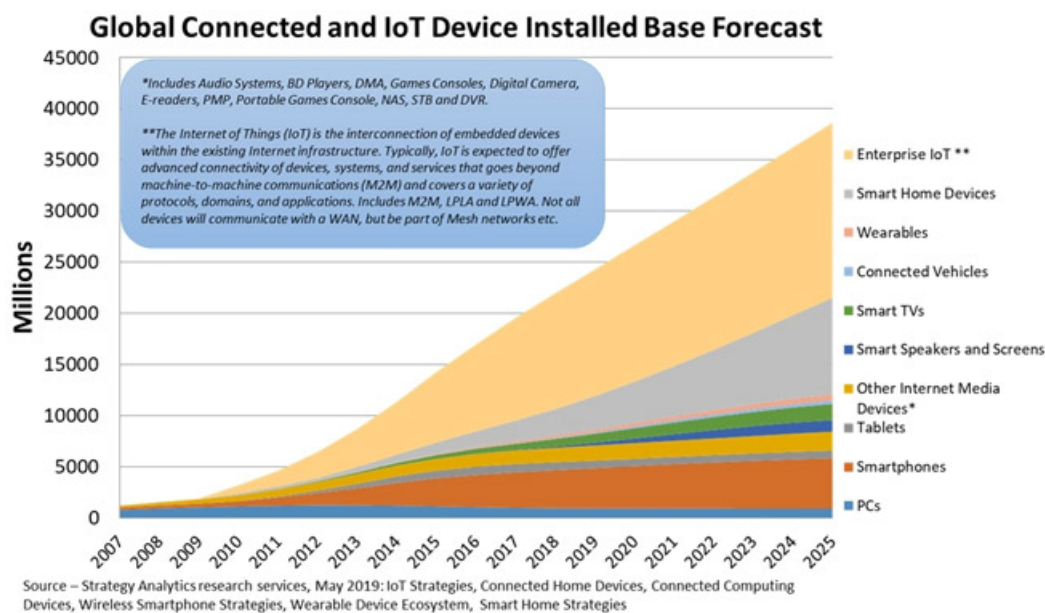 Global Connected and IoT Device Installed Base Forecast
45000
40000
35000
30000
25000
20000
15000
10000
5000
0
Millions
*Includes Audio Systems, BD Players, DMA, Games Consoles, Digital Camera,
E-readers, PMP, Portable Games Console, NAS, STB and DVR.
**The Internet of Things (IoT) is the interconnection of embedded devices
within the existing Internet infrastructure. Typically, IoT is expected to offer
advanced connectivity of devices, systems, and services that goes beyond
machine-to-machine communications (M2M) and covers a variety of
protocols, domains, and applications. Includes M2M, LPLA and LPWA. Not all
devices will communicate with a WAN, but be part of Mesh networks etc.
Enterprise IoT **
Smart Home Devices
Wearables
Connected Vehicles
Smart TVs
Smart Speakers and Screens
Other Internet Media
Devices*
Tablets
Smartphones
PCs
2007
2008
2009
2010
2011
2012
2013
2014
2015
2016
2017
2018
2019
2020
2021
2022
2023
2024
2025
Source – Strategy Analytics research services, May 2019: IoT Strategies, Connected Home Devices, Connected Computing
Devices, Wireless Smartphone Strategies, Wearable Device Ecosystem, Smart Home Strategies